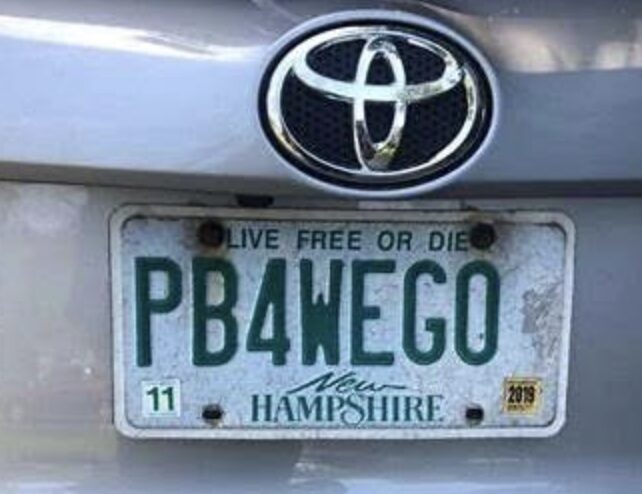 LIVE FREE OR DIE
PB4WEGO
11
New
HAMPSHIRE
2019